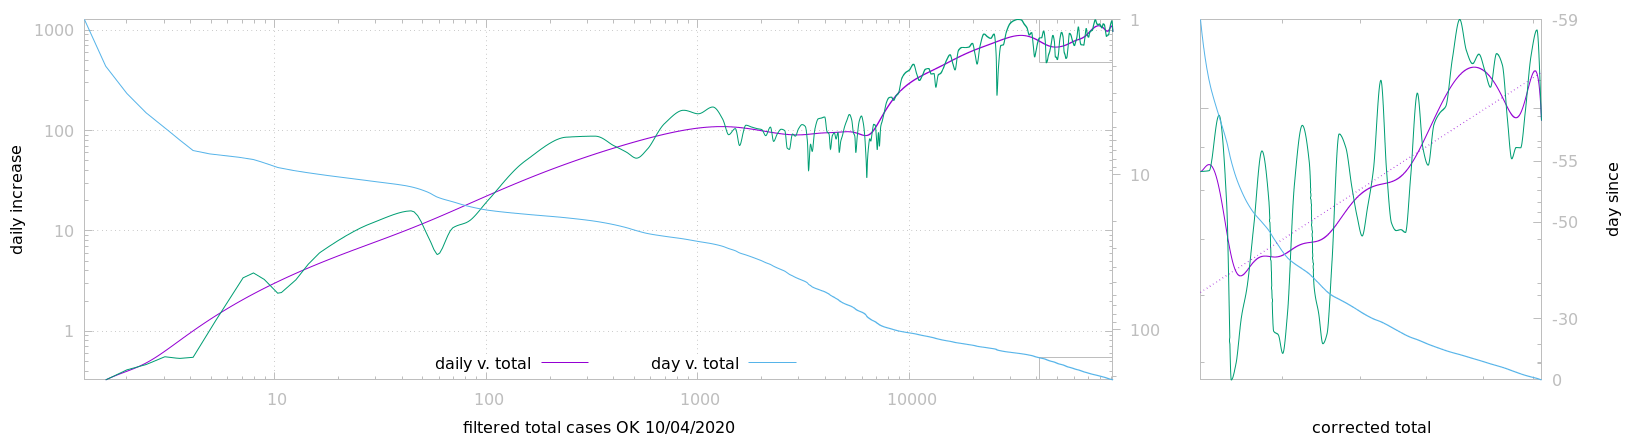 1000
100
10
1
daily increase
10
100
1000
10000
filtered total cases OK 10/04/2020
daily v. total
day v. total
1
10
100
-59
-55
-50
-30
0
day since
corrected total